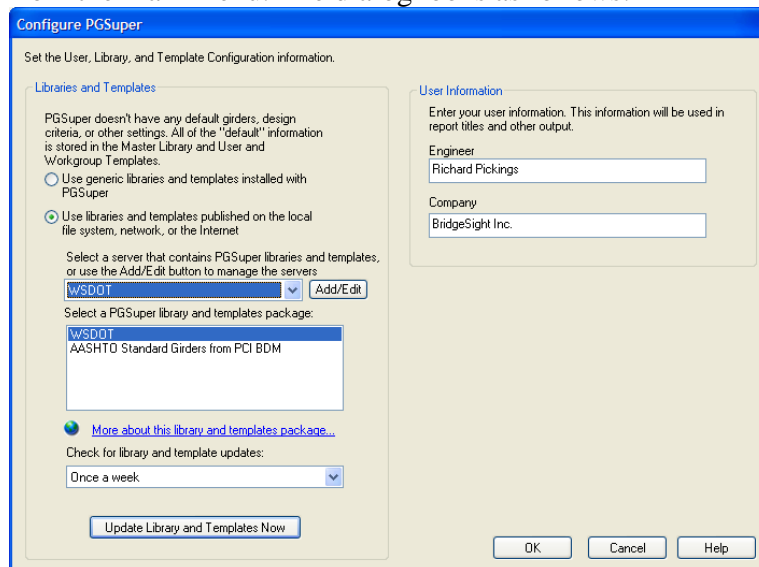 Configure PGSuper
Set the User, Library, and Template Configuration information.
Libraries and Templates
PGSuper doesn't have any default girders, design
criteria, or other settings. All of the "default" information
is stored in the Master Library and User and
Workgroup Templates.
Use generic libraries and templates installed with
PGSuper
Use libraries and templates published on the local
file system, network, or the Internet
Select a server that contains PGSuper libraries and templates,
or use the Add/Edit button to manage the servers
WSDOT
Add/Edit
Select a PGSuper library and templates package:
WSDOT
AASHTO Standard Girders from PCI BDM
More about this library and templates package...
Check for library and template updates:
Once a week
Update Library and Templates Now
User Information
Enter your user information. This information will be used in
report titles and other output.
Engineer
Richard Pickings
Company
BridgeSight Inc.
OK
Cancel
Help